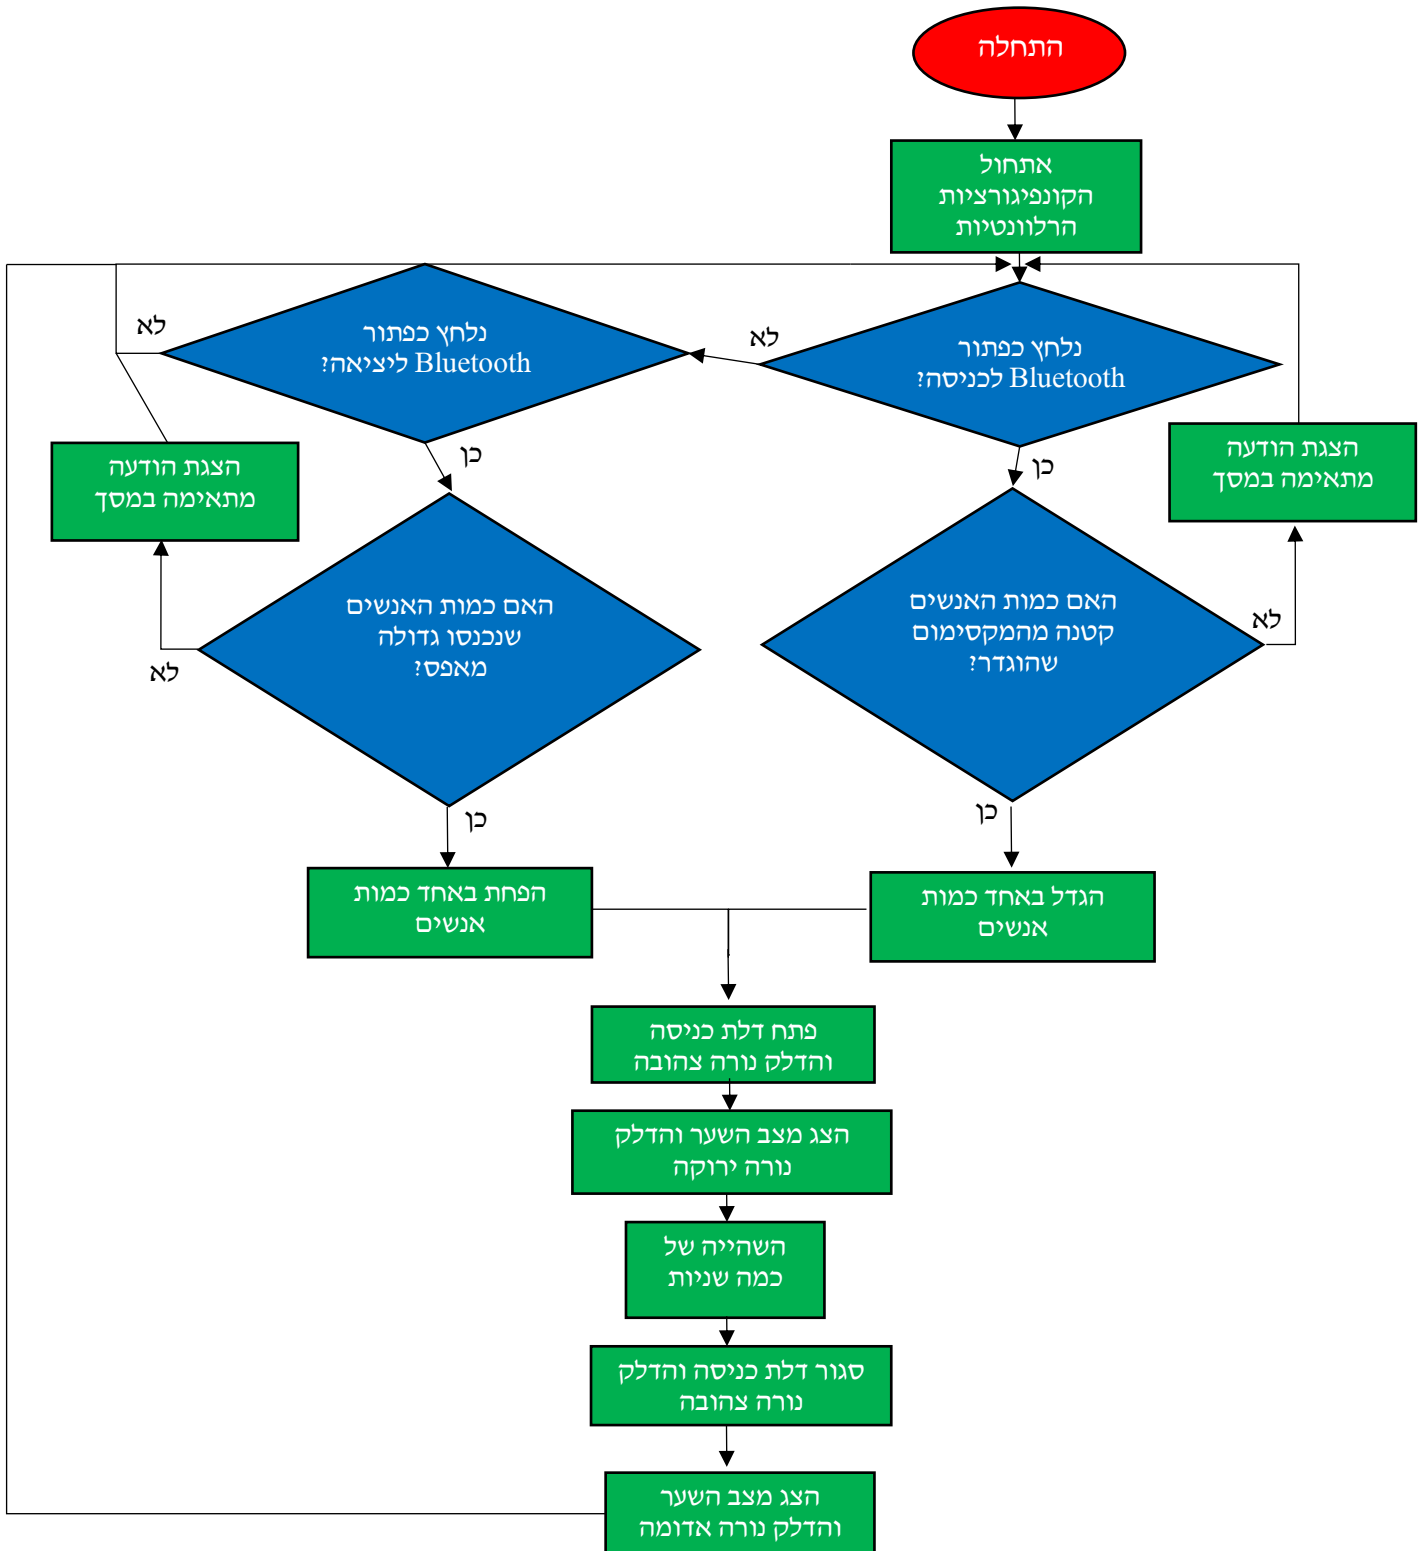 התחלה
אתחול
הקונפיגורציות
הרלוונטיות
נלחץ כפתור
Bluetooth לכניסה?
לא
נלחץ כפתור
Bluetooth ליציאה?
לא
הצגת הודעה
מתאימה במסך
כן
כן
הצגת הודעה
מתאימה במסך
האם כמות האנשים
קטנה מהמקסימום
שהוגדר?
לא
האם כמות האנשים
שנכנסו גדולה
מאפס?
לא
כן
כן
הגדל באחד כמות
אנשים
הפחת באחד כמות
אנשים
פתח דלת כניסה
והדלק נורה צהובה
הצג מצב השער והדלק
נורה ירוקה
השהייה של
כמה שניות
סגור דלת כניסה והדלק
נורה צהובה
הצג מצב השער
והדלק נורה אדומה